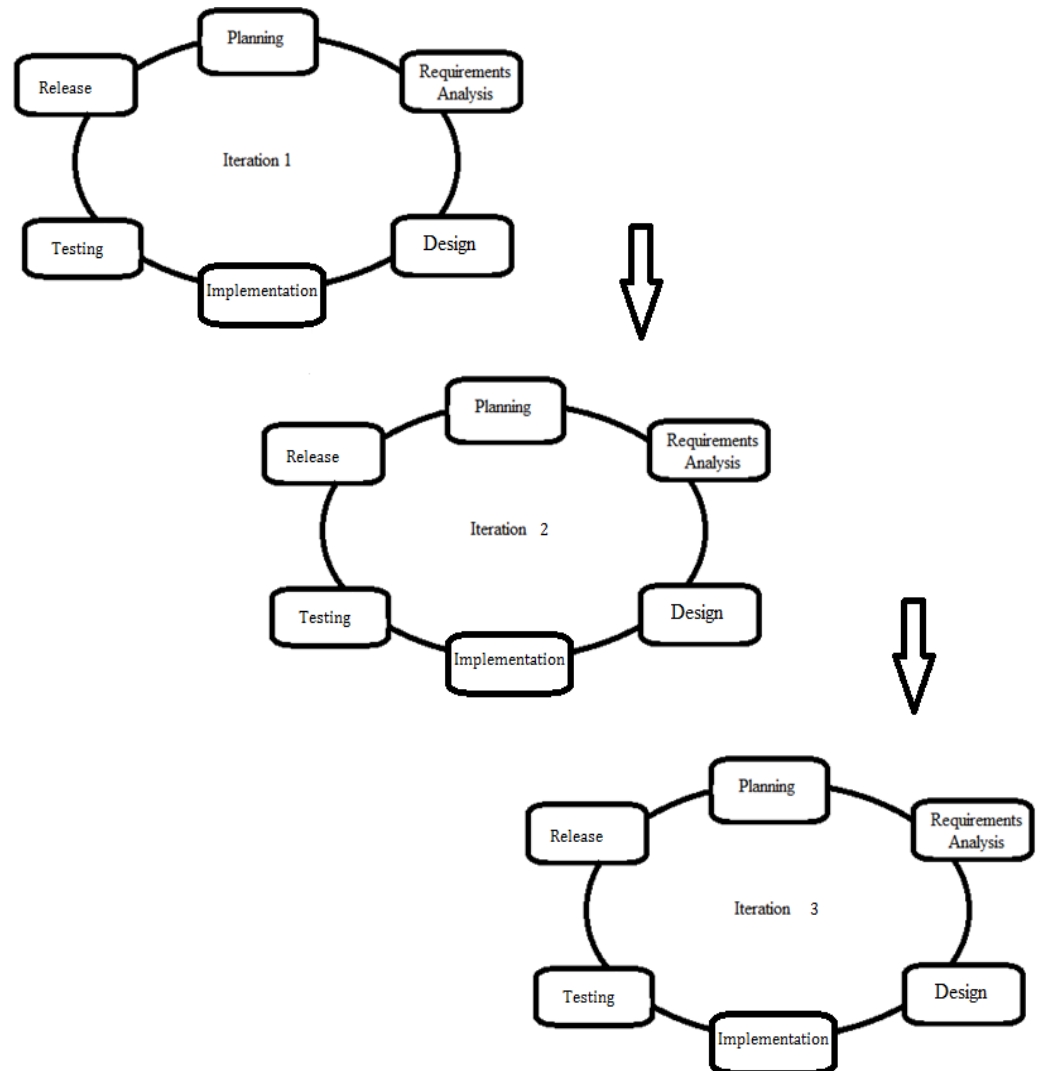 Planning
Release
Requirements
Analysis
Iteration 1
Testing
Design
Implementation
Planning
Release
Requirements
Analysis
Iteration 2
Testing
Design
Implementation
Planning
Release
Requirements
Analysis
Iteration 3
Testing
Design
Implementation